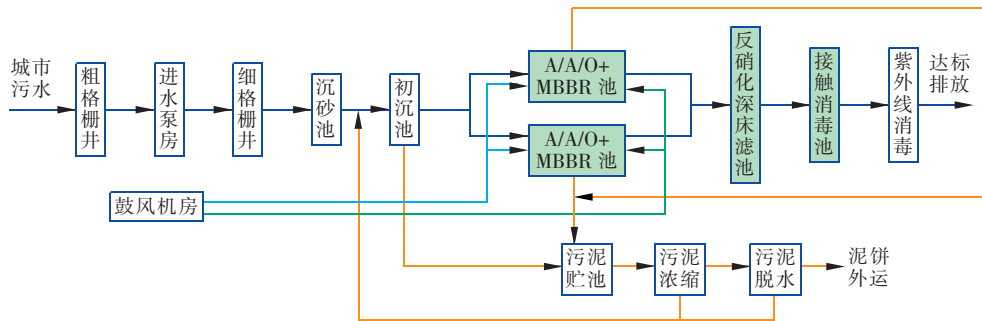 城市
污水
粗格栅井
进水泵房
细格栅井
沉砂池
初沉池
A/A/O+
MBBR 池
A/A/O+
MBBR 池
反硝化深床滤池
接触消毒池
紫外线消毒
达标
排放
鼓风机房
污泥
贮池
污泥
浓缩
污泥
脱水
泥饼
外运